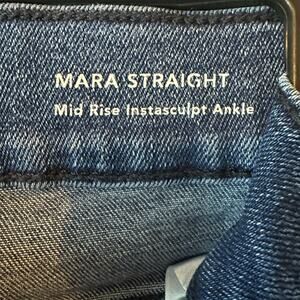 MARA STRAIGHT
Mid Rise Instasculpt Ankle